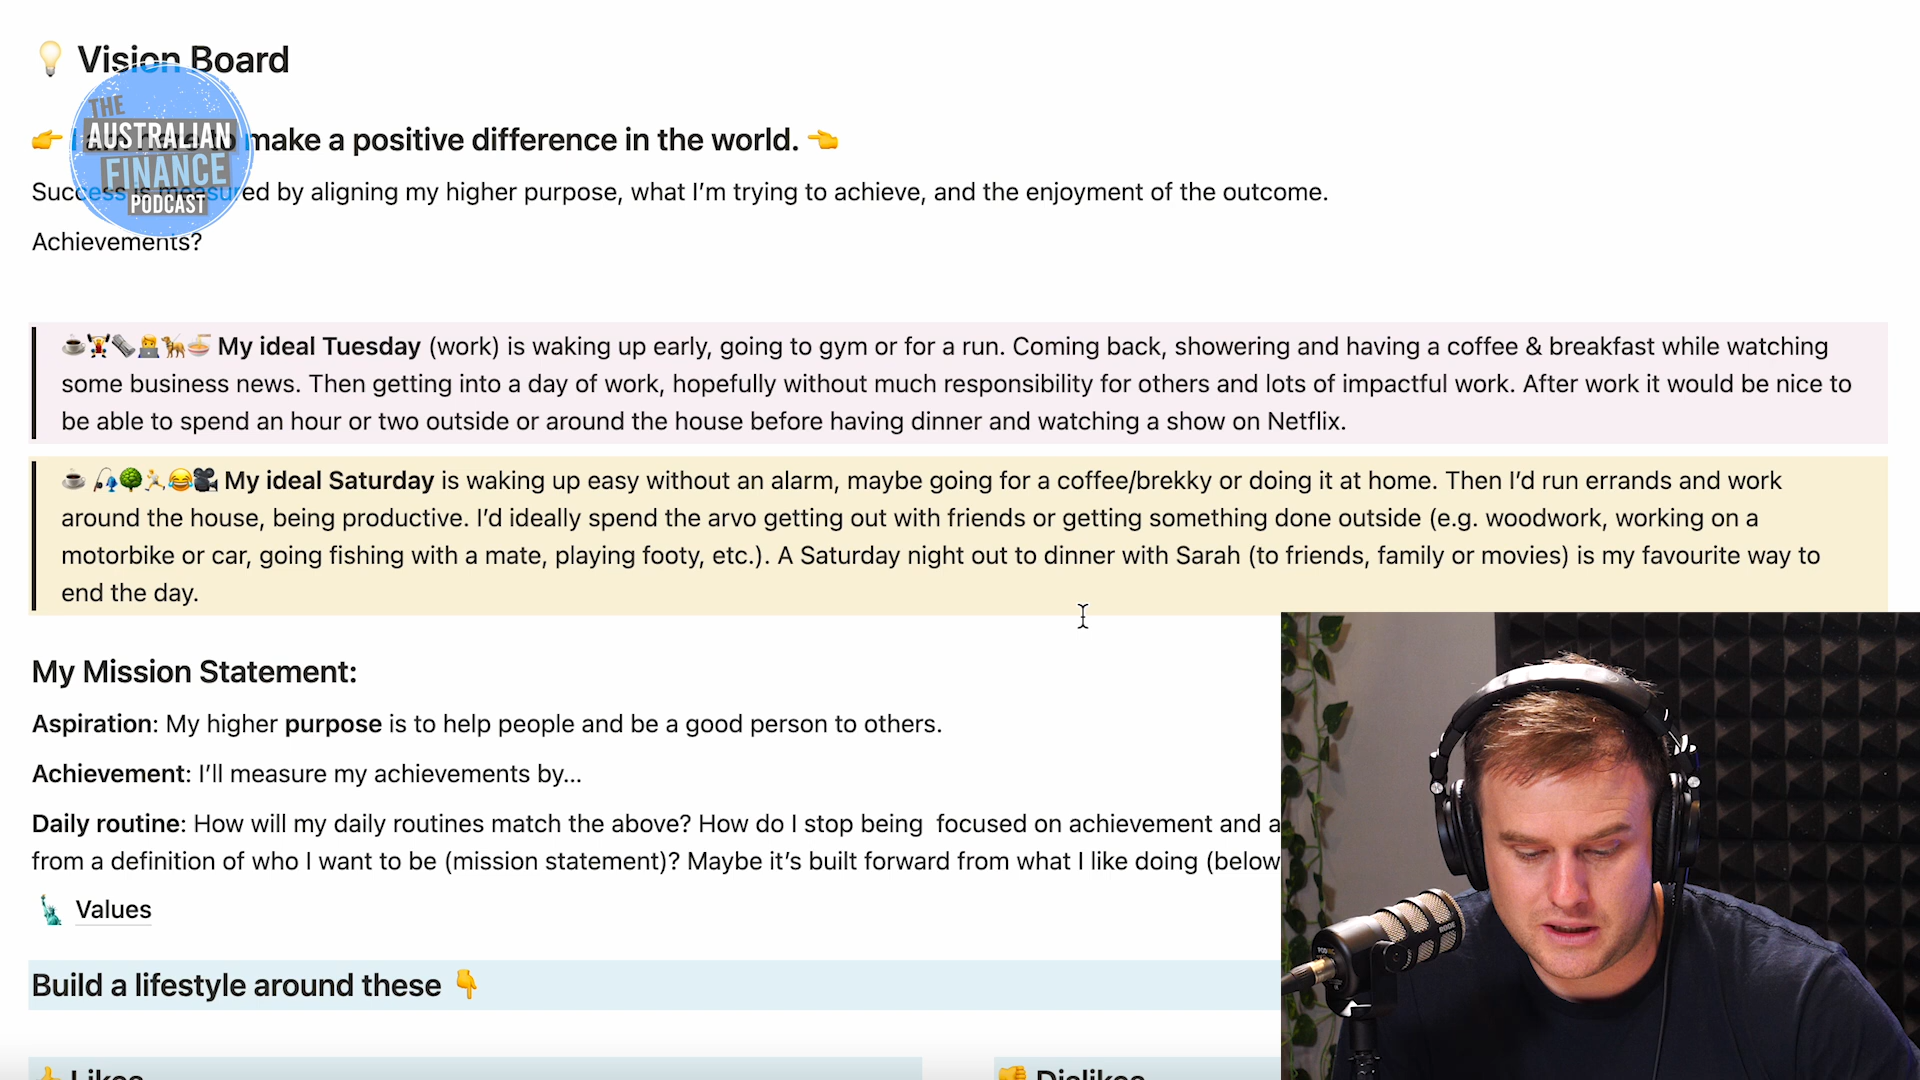 Vision Board
THE
AUSTRALIAN
FINANCE
PODCAST
make a positive difference in the world.
Success is measured by aligning my higher purpose, what I'm trying to achieve, and the enjoyment of the outcome.
Achievements?
My ideal Tuesday (work) is waking up early, going to gym or for a run. Coming back, showering and having a coffee & breakfast while watching
some business news. Then getting into a day of work, hopefully without much responsibility for others and lots of impactful work. After work it would be nice to
be able to spend an hour or two outside or around the house before having dinner and watching a show on Netflix.
My ideal Saturday is waking up easy without an alarm, maybe going for a coffee/brekky or doing it at home. Then I'd run errands and work
around the house, being productive. I'd ideally spend the arvo getting out with friends or getting something done outside (e.g. woodwork, working on a
motorbike or car, going fishing with a mate, playing footy, etc.). A Saturday night out to dinner with Sarah (to friends, family or movies) is my favourite way to
end the day.
My Mission Statement:
Aspiration: My higher purpose is to help people and be a good person to others.
Achievement: I'll measure my achievements by...
Daily routine: How will my daily routines match the above? How do I stop being focused on achievement and a
from a definition of who I want to be (mission statement)? Maybe it's built forward from what I like doing (below
Values
Build a lifestyle around these
Likes
Dislikes
RODE